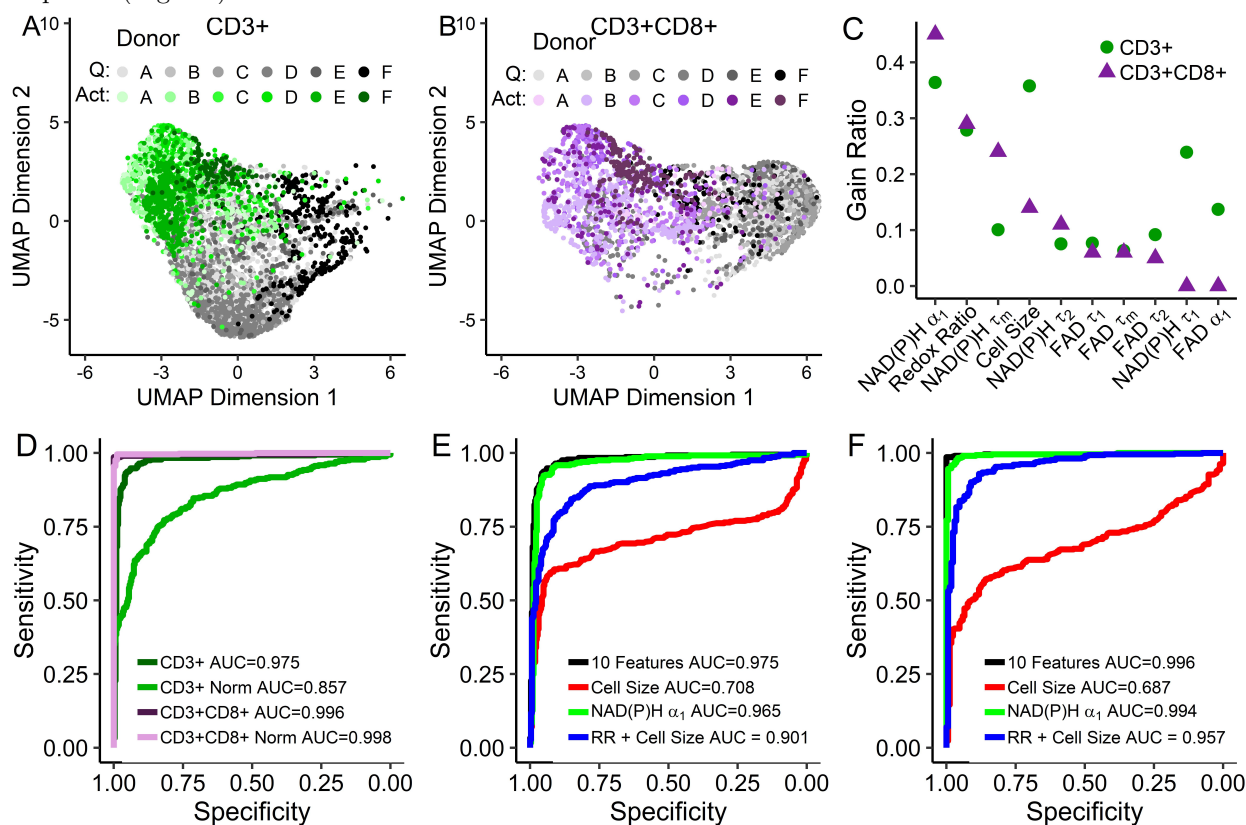 A
CD3+
Donor
Q: A B C D E F
Act: A B C D E F
10
5
0
-5
UMAP Dimension 2
-6 -3 0 3 6
UMAP Dimension 1
B
CD3+CD8+
Donor
Q: A B C D E F
Act: A B C D E F
10
5
0
-5
UMAP Dimension 2
-6 -3 0 3 6
UMAP Dimension 1
C
CD3+
CD3+CD8+
0.4
0.3
0.2
0.1
0.0
Gain Ratio
NAD(P)H α₁
Redox Ratio
NAD(P)H τₘ
Cell Size
NAD(P)H τ₂
FAD τ₁
FAD τₘ
FAD τ₂
NAD(P)H τ₁
FAD α₁
D
1.00
0.75
0.50
0.25
0.00
Sensitivity
CD3+ AUC=0.975
CD3+ Norm AUC=0.857
CD3+CD8+ AUC=0.996
CD3+CD8+ Norm AUC=0.998
1.00 0.75 0.50 0.25 0.00
Specificity
E
1.00
0.75
0.50
0.25
0.00
Sensitivity
10 Features AUC=0.975
Cell Size AUC=0.708
NAD(P)H α₁ AUC=0.965
RR + Cell Size AUC = 0.901
1.00 0.75 0.50 0.25 0.00
Specificity
F
1.00
0.75
0.50
0.25
0.00
Sensitivity
10 Features AUC=0.996
Cell Size AUC=0.687
NAD(P)H α₁ AUC=0.994
RR + Cell Size AUC = 0.957
1.00 0.75 0.50 0.25 0.00
Specificity